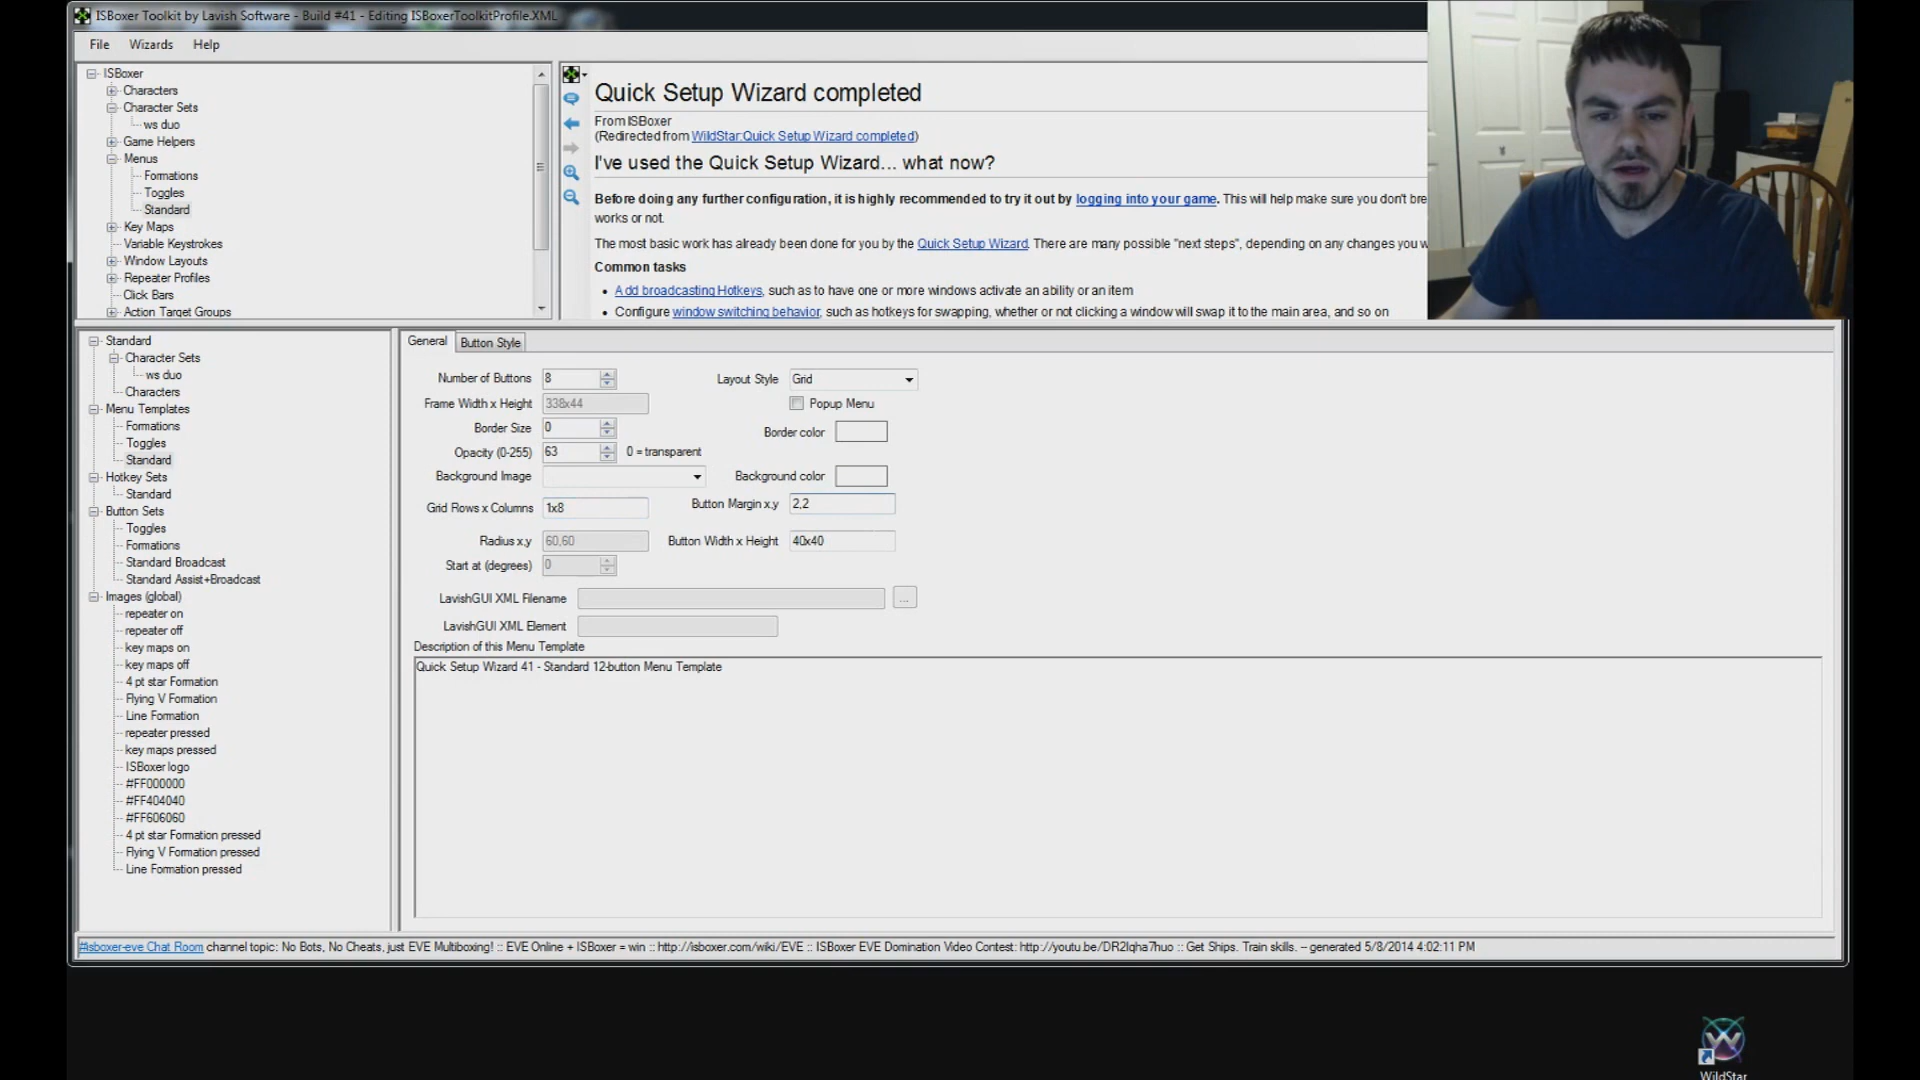 ISBoxer Toolkit by Lavish Software - Build #41 - Editing ISBoxerToolkitProfile.XML
File Wizards Help
ISBoxer
Characters
Character Sets
ws duo
Game Helpers
Menus
Formations
Toggles
Standard
Key Maps
Variable Keystrokes
Window Layouts
Repeater Profiles
Click Bars
Action Target Groups
Quick Setup Wizard completed
From ISBoxer
(Redirected from WildStar:Quick Setup Wizard completed)
I've used the Quick Setup Wizard... what now?
Before doing any further configuration, it is highly recommended to try it out by logging into your game. This will help make sure you don't bre
works or not.
The most basic work has already been done for you by the Quick Setup Wizard. There are many possible "next steps", depending on any changes you w
Common tasks
• Add broadcasting Hotkeys, such as to have one or more windows activate an ability or an item
• Configure window switching behavior, such as hotkeys for swapping, whether or not clicking a window will swap it to the main area, and so on
Standard
Character Sets
ws duo
Characters
Menu Templates
Formations
Toggles
Standard
Hotkey Sets
Standard
Button Sets
Toggles
Formations
Standard Broadcast
Standard Assist+Broadcast
Images (global)
repeater on
repeater off
key maps on
key maps off
4 pt star Formation
Flying V Formation
Line Formation
repeater pressed
key maps pressed
ISBoxer logo
#FF000000
#FF404040
#FF606060
4 pt star Formation pressed
Flying V Formation pressed
Line Formation pressed
General Button Style
Number of Buttons 8 Layout Style Grid
Frame Width x Height 338x44 Popup Menu
Border Size 0 Border color
Opacity (0-255) 63 0 = transparent
Background Image Background color
Grid Rows x Columns 1x8 Button Margin x,y 2,2
Radius x,y 60,60 Button Width x Height 40x40
Start at (degrees) 0
LavishGUI XML Filename ...
LavishGUI XML Element
Description of this Menu Template
Quick Setup Wizard 41 - Standard 12-button Menu Template
#isboxer-eve Chat Room channel topic: No Bots, No Cheats, just EVE Multiboxing! :: EVE Online + ISBoxer = win :: http://isboxer.com/wiki/EVE :: ISBoxer EVE Domination Video Contest: http://youtu.be/DR2Iqha7huo :: Get Ships. Train skills. -- generated 5/8/2014 4:02:11 PM
WildStar